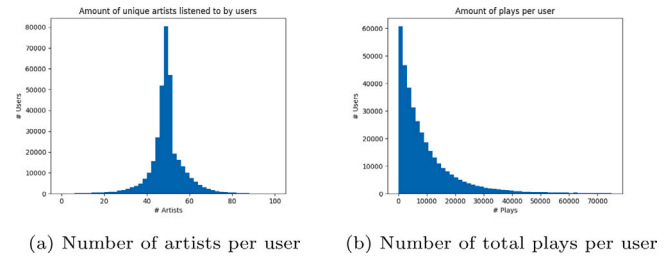 Amount of unique artists listened to by users
80000
70000
60000
50000
40000
30000
20000
10000
0
# Users
0 20 40 60 80 100
# Artists
(a) Number of artists per user
Amount of plays per user
60000
50000
40000
30000
20000
10000
0
# Users
0 10000 20000 30000 40000 50000 60000 70000
# Plays
(b) Number of total plays per user